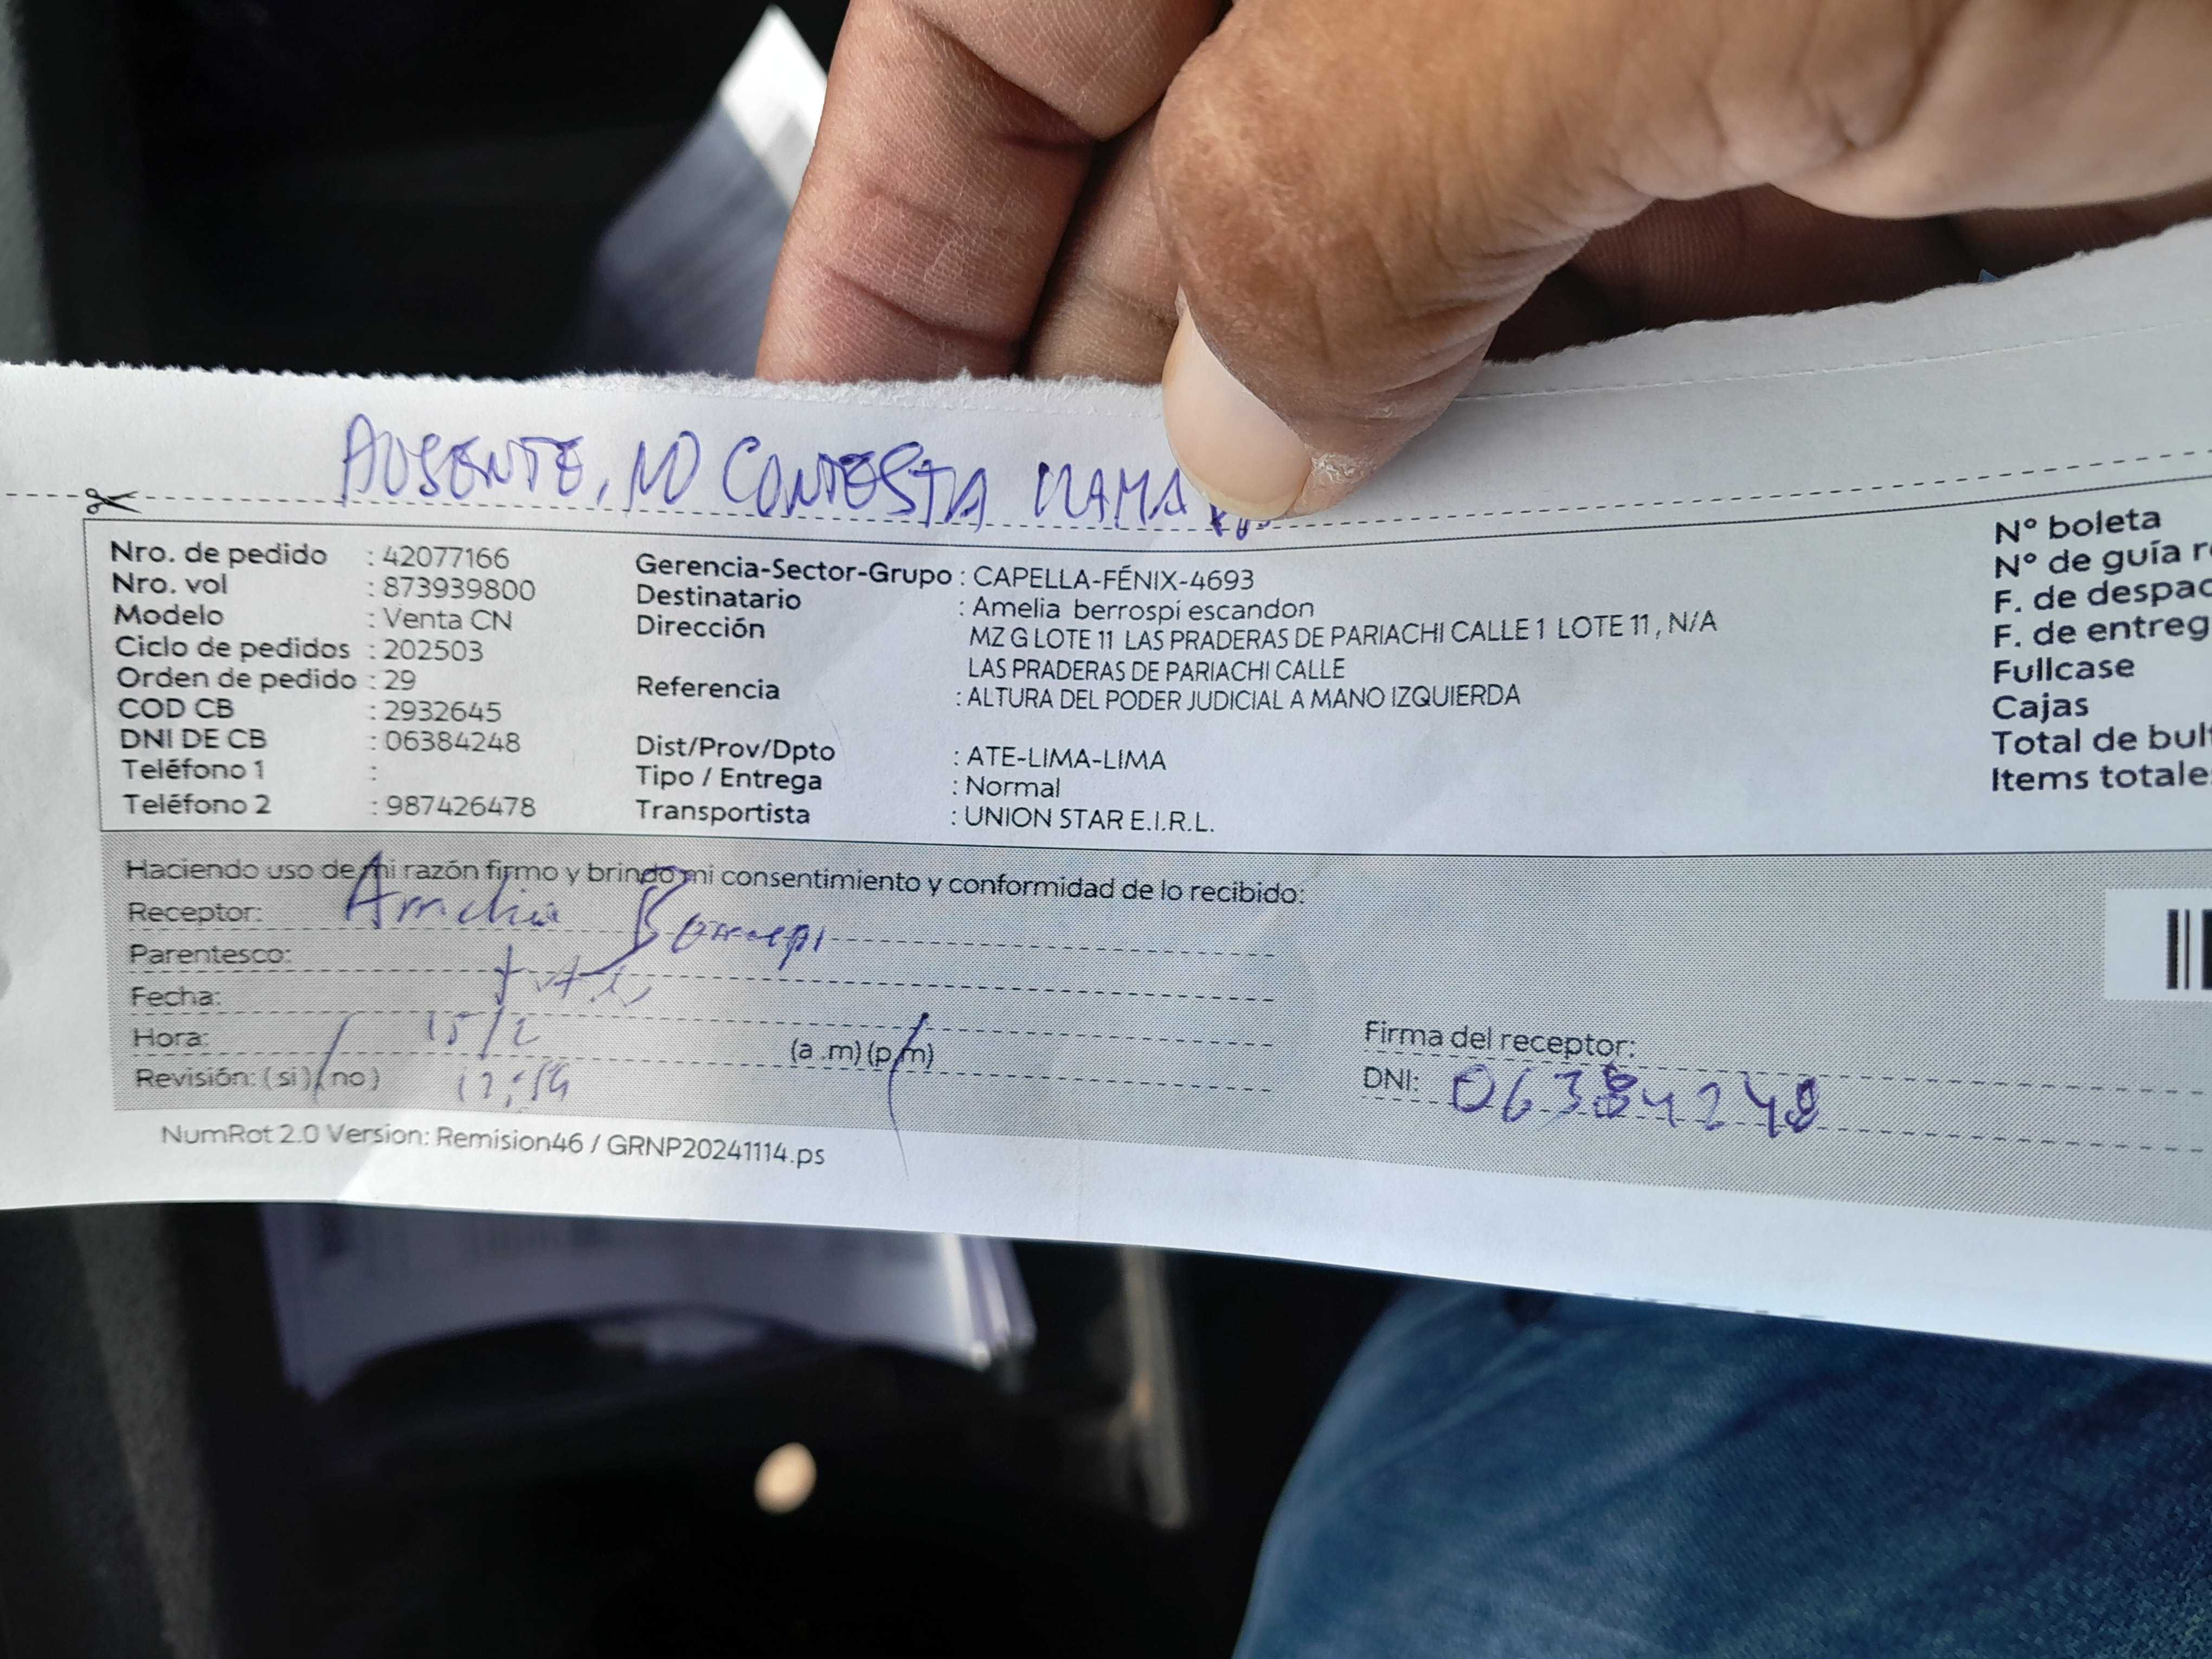 AUSENTE, NO CONTESTA LLAMA
Nro. de pedido : 42077166
Nro. vol : 873939800
Modelo : Venta CN
Ciclo de pedidos : 202503
Orden de pedido : 29
COD CB : 2932645
DNI DE CB : 06384248
Teléfono 1 :
Teléfono 2 : 987426478
Gerencia-Sector-Grupo : CAPELLA-FÉNIX-4693
Destinatario : Amelia berrospi escandon
Dirección MZ G LOTE 11 LAS PRADERAS DE PARIACHI CALLE 1 LOTE 11, N/A
LAS PRADERAS DE PARIACHI CALLE
Referencia : ALTURA DEL PODER JUDICIAL A MANO IZQUIERDA
Dist/Prov/Dpto : ATE-LIMA-LIMA
Tipo / Entrega : Normal
Transportista : UNION STAR E.I.R.L.
N° boleta
N° de guía r
F. de despac
F. de entreg
Fullcase
Cajas
Total de bul
Items totale
Haciendo uso de mi razón firmo y brindo mi consentimiento y conformidad de lo recibido:
Receptor: Amelia Berrospi
Parentesco:
Fecha: 15/2
Hora: (a .m) (p.m)
Revisión: ( si ) ( no ) 12:59
Firma del receptor:
DNI: 06384248
NumRot 2.0 Version: Remision46 / GRNP20241114.ps